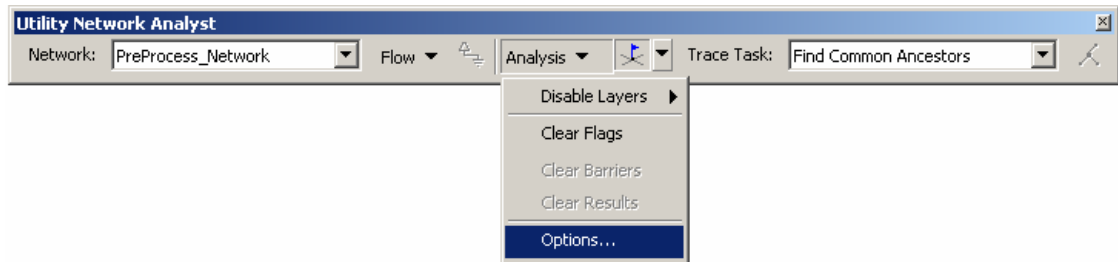 Utility Network Analyst
Network: PreProcess_Network Flow Analysis Trace Task: Find Common Ancestors
Disable Layers
Clear Flags
Clear Barriers
Clear Results
Options...